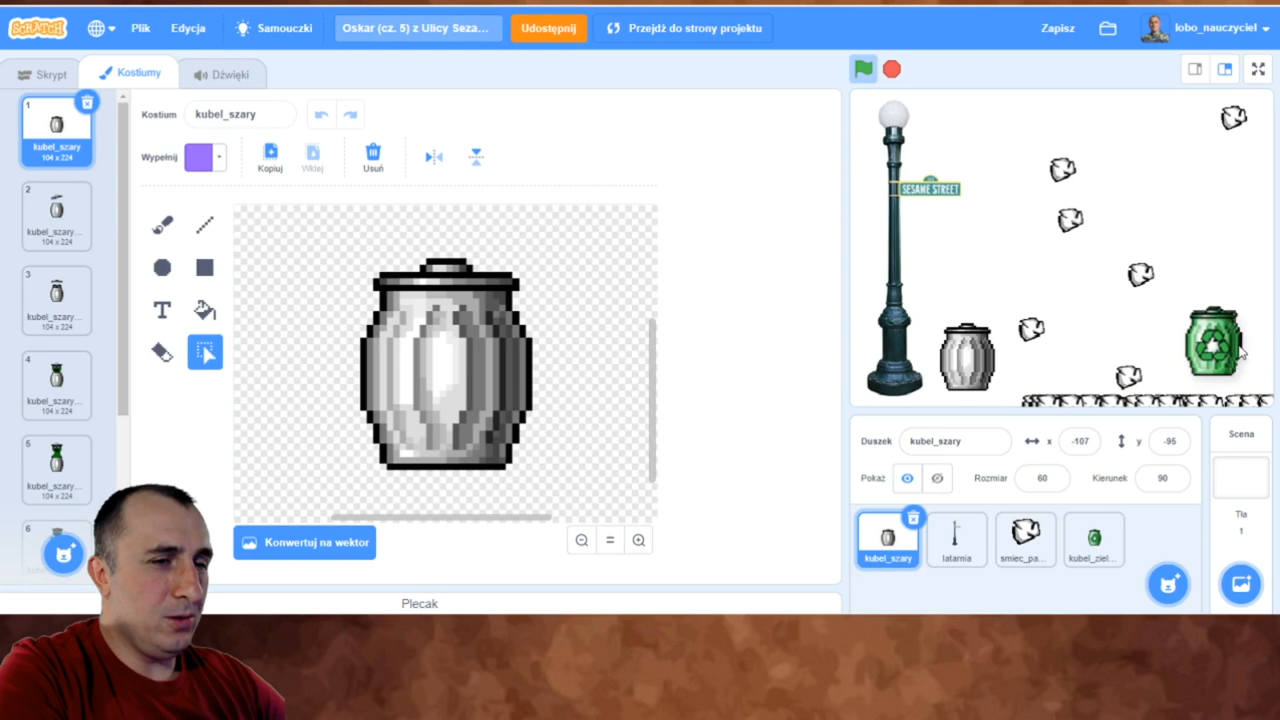 SCRATCH
Plik
Edycja
Samouczki
Oskar (cz. 5) z Ulicy Seza...
Udostępnij
Przejdź do strony projektu
Zapisz
lobo_nauczyciel
Skrypt
Kostiumy
Dźwięki
1
kubel_szary
104 x 224
2
kubel_szary...
104 x 224
3
kubel_szary...
104 x 224
4
kubel_szary...
104 x 224
5
kubel_szary...
104 x 224
6
Kostium
kubel_szary
Wypełnij
Kopiuj
Wklej
Usuń
T
Konwertuj na wektor
Plecak
SESAME STREET
Duszek
kubel_szary
x
-107
y
-95
Pokaż
Rozmiar
60
Kierunek
90
kubel_szary
latarnia
smiec_pa...
kubel_ziel...
Scena
Tła
1